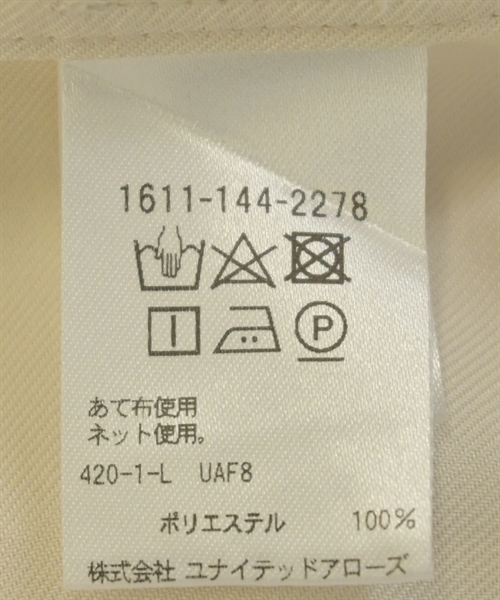 1611-144-2278
P
あて布使用
ネット使用。
420-1-L UAF8
ポリエステル 100%
株式会社 ユナイテッドアローズ